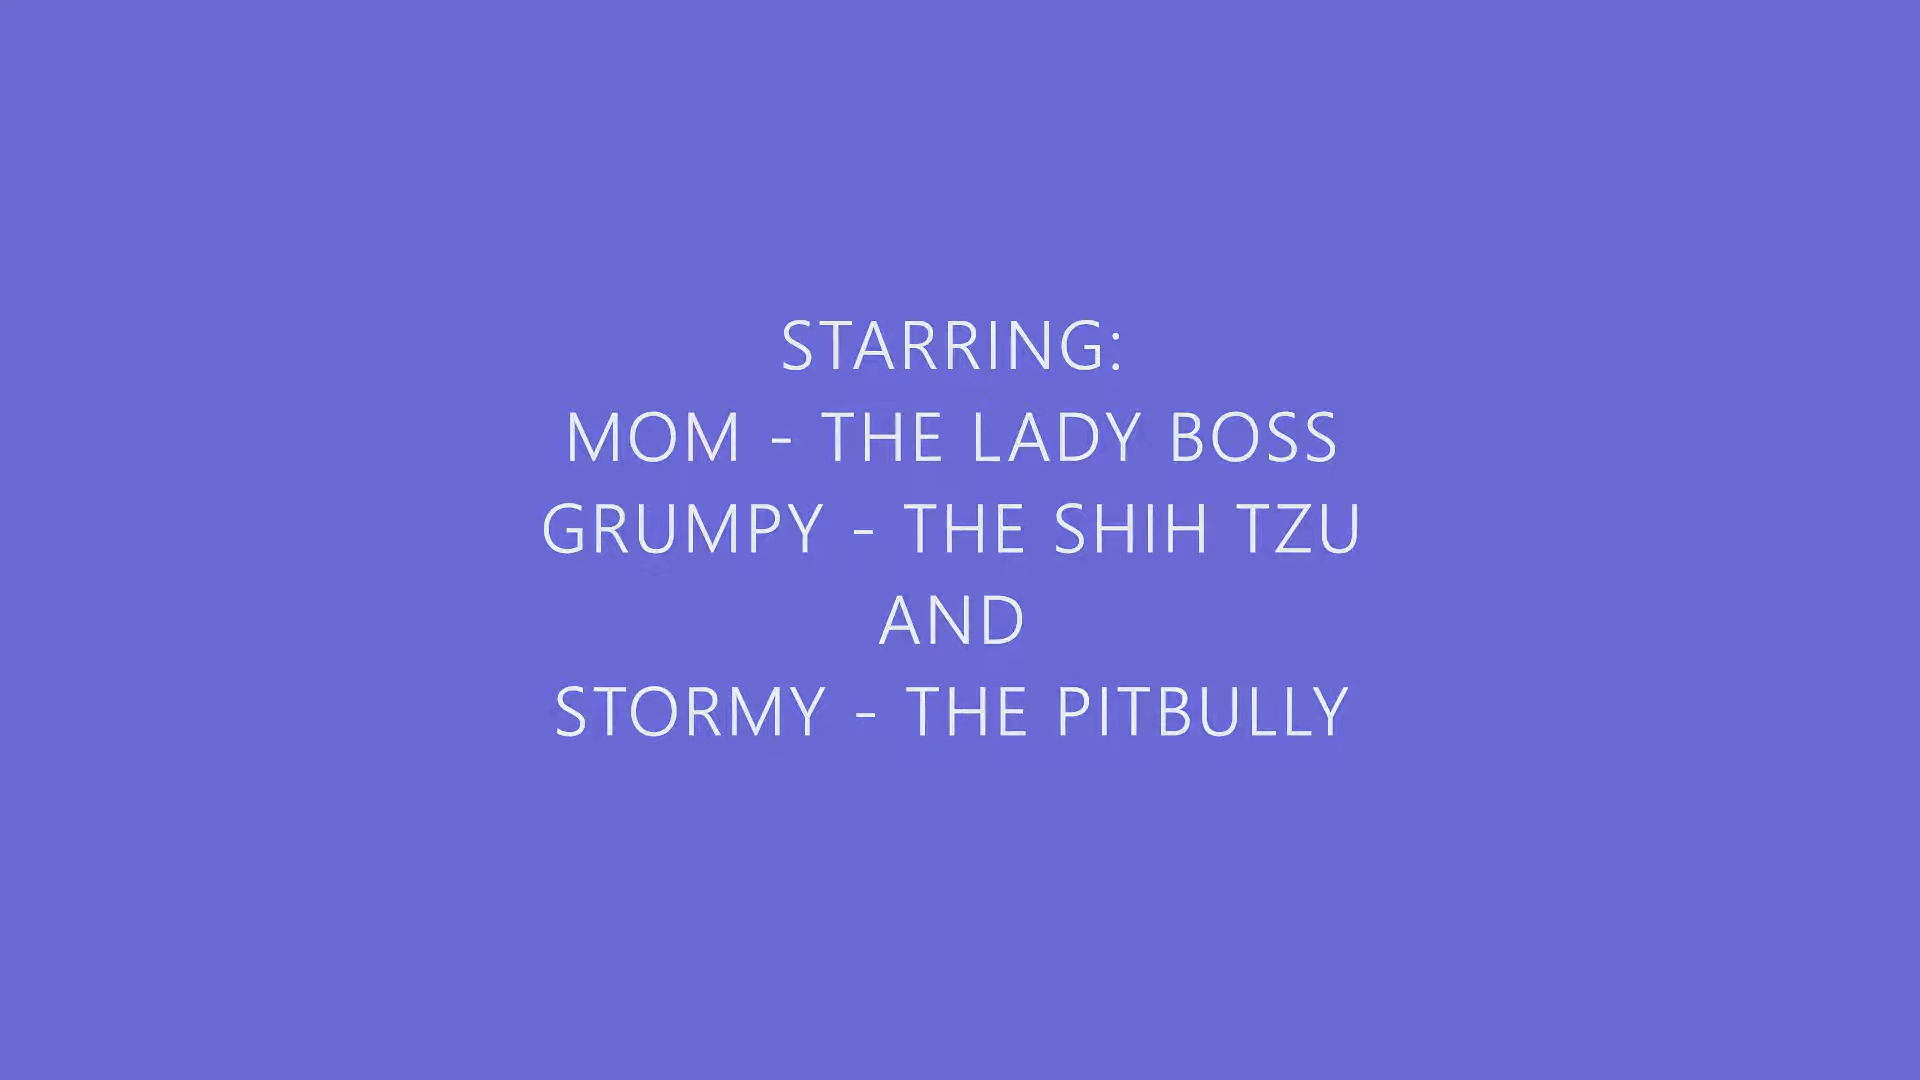 STARRING:
MOM - THE LADY BOSS
GRUMPY - THE SHIH TZU
AND
STORMY - THE PITBULLY